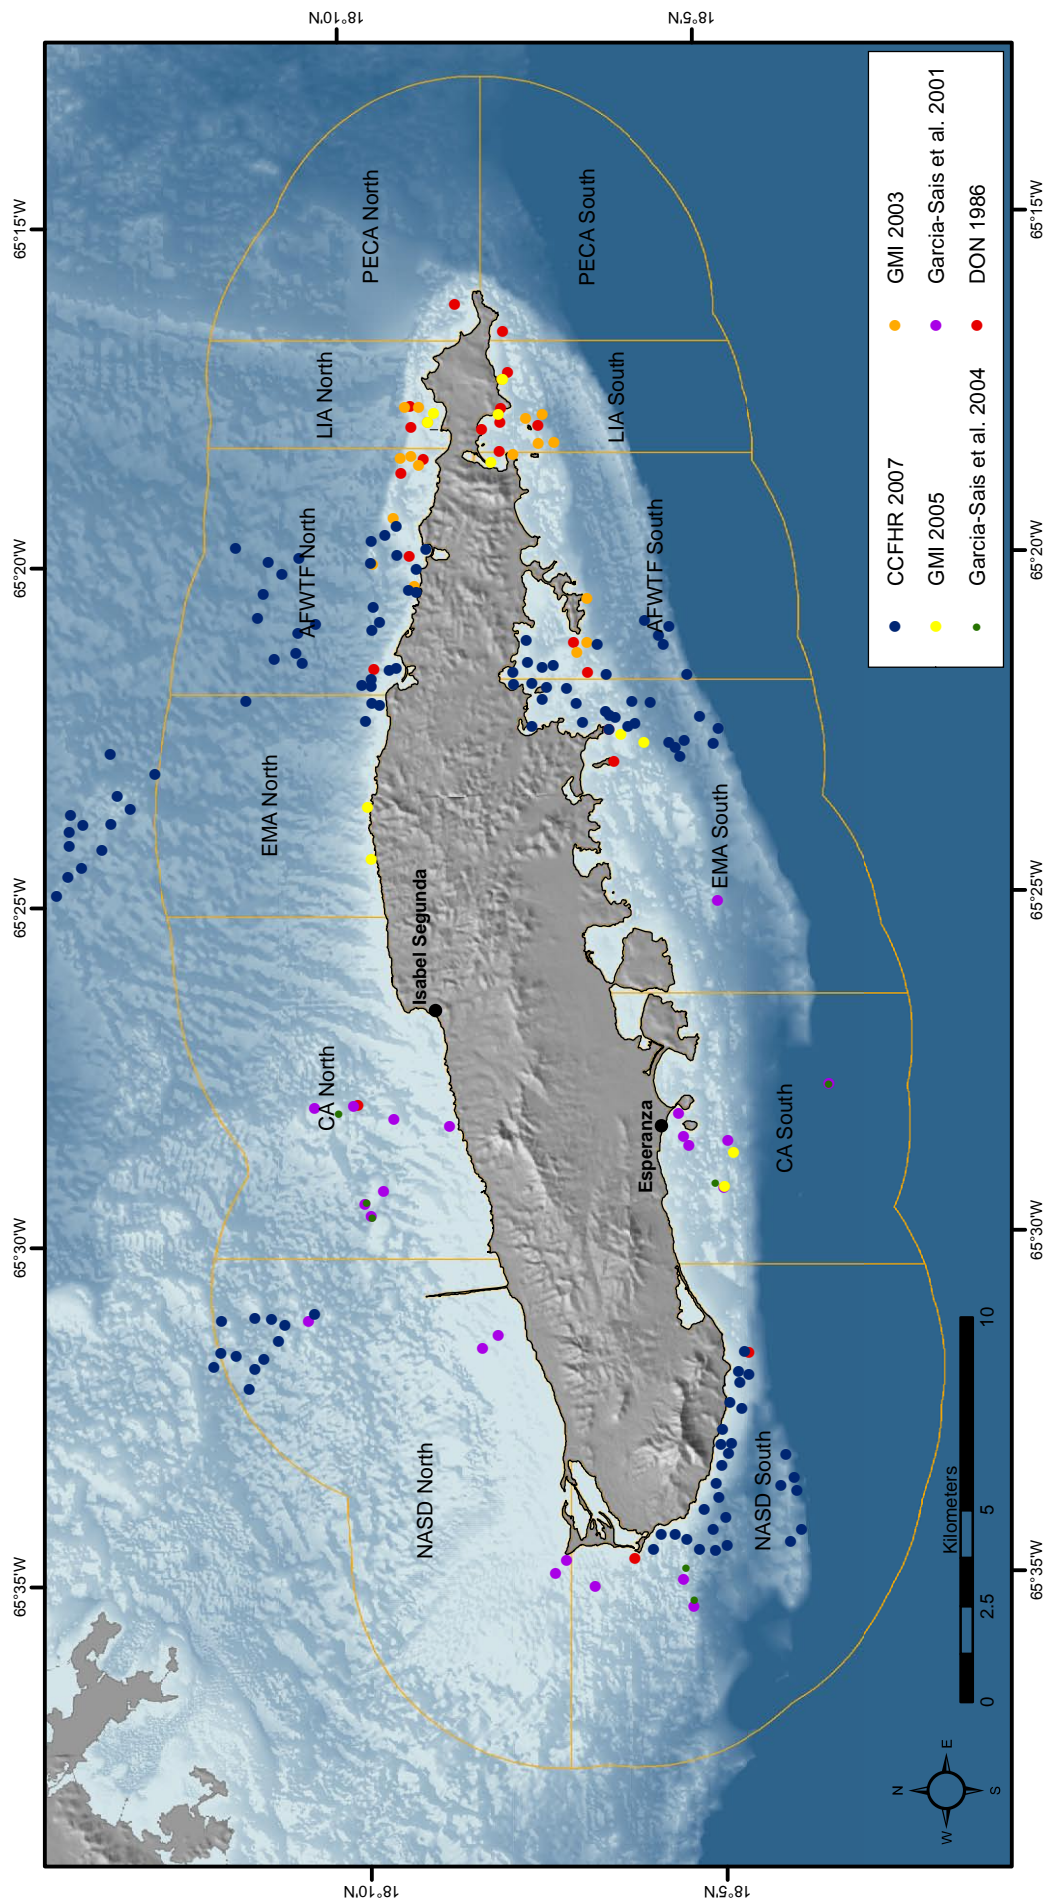 65°35'W
65°30'W
65°25'W
65°20'W
65°15'W
18°10'N
18°10'N
18°5'N
18°5'N
NASD North
CA North
EMA North
AFWTF North
LIA North
PECA North
Isabel Segunda
Esperanza
NASD South
CA South
EMA South
AFWTF South
LIA South
PECA South
CCFHR 2007
GMI 2003
GMI 2005
Garcia-Sais et al. 2001
Garcia-Sais et al. 2004
DON 1986
N
W
E
S
Kilometers
0
2.5
5
10
65°35'W
65°30'W
65°25'W
65°20'W
65°15'W